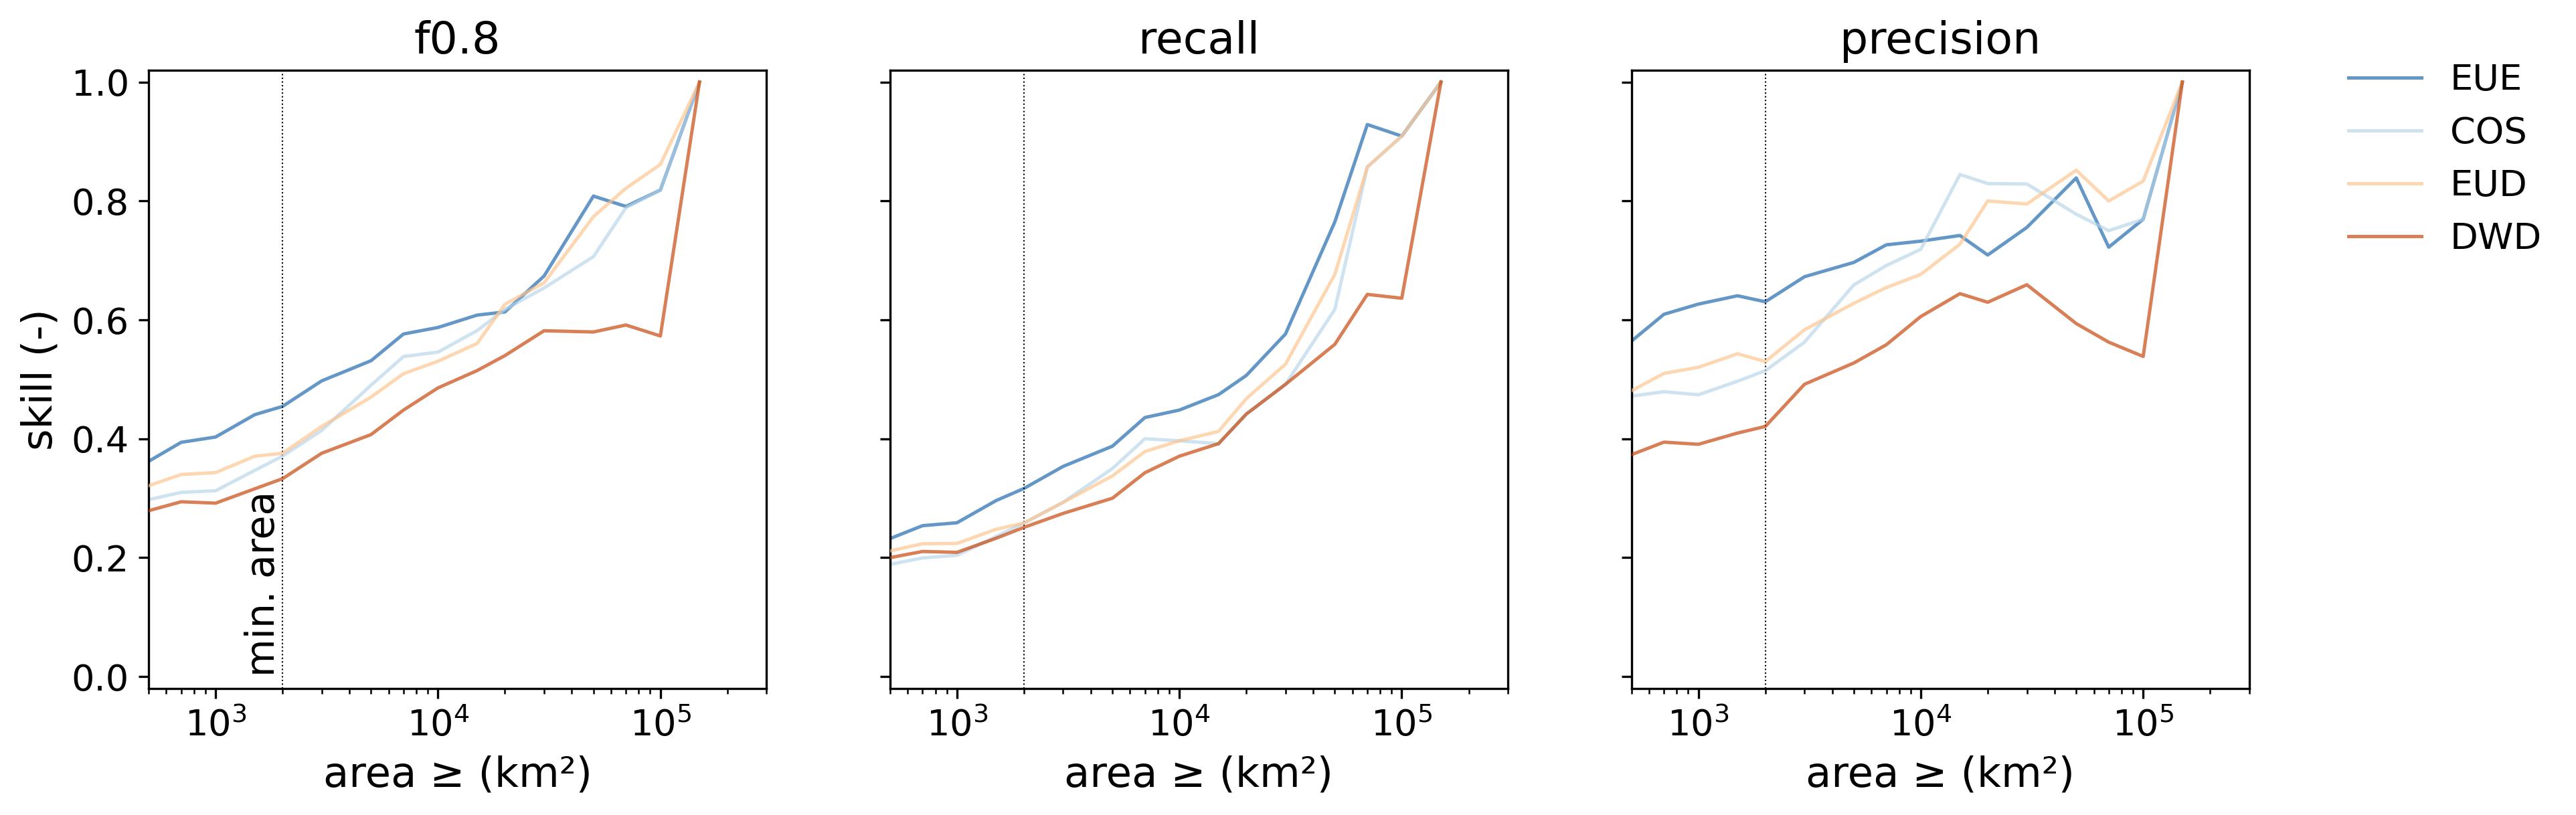 f0.8
recall
precision
skill (-)
1.0
0.8
0.6
0.4
0.2
0.0
min. area
10³ 10⁴ 10⁵
10³ 10⁴ 10⁵
10³ 10⁴ 10⁵
area ≥ (km²)
area ≥ (km²)
area ≥ (km²)
EUE
COS
EUD
DWD